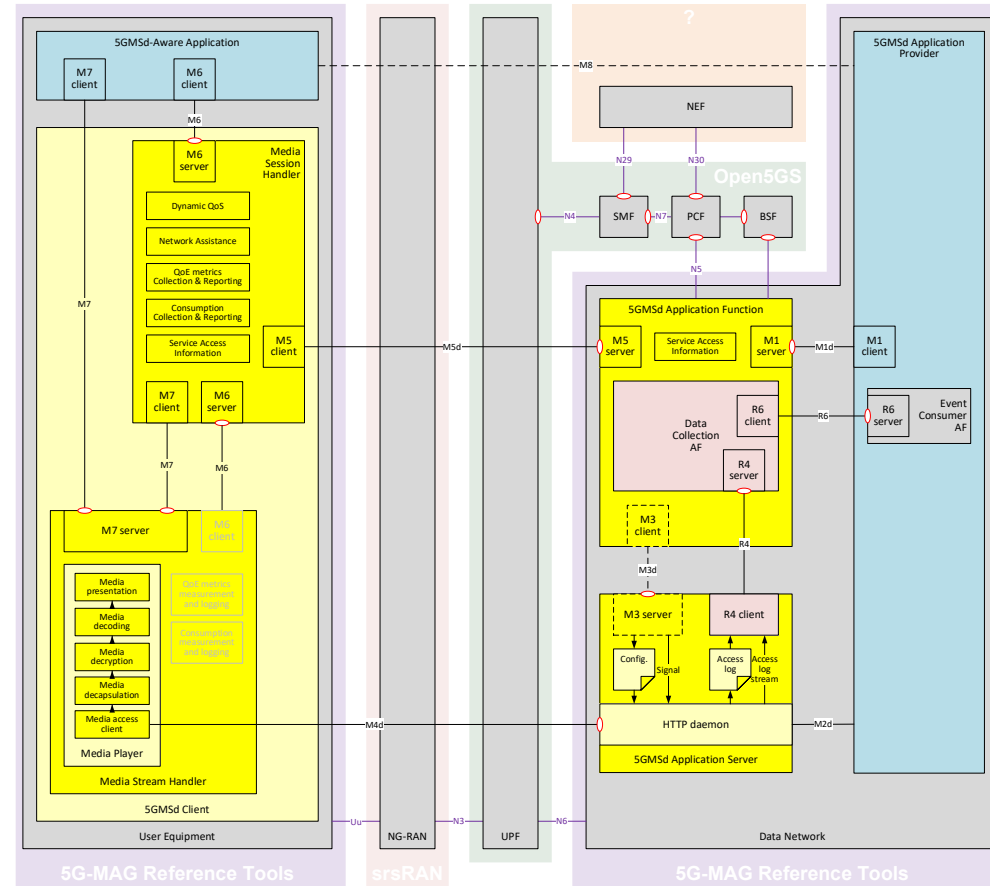 ?
5GMSd-Aware Application
M7
client
M6
client
M8
5GMSd Application
Provider
NEF
M6
M6
server
Media
Session
Handler
N29
N30
Open5GS
Dynamic QoS
N4
SMF
N7
PCF
BSF
Network Assistance
N5
QoE metrics
Collection & Reporting
M7
Consumption
Collection & Reporting
5GMSd Application Function
Service Access
Information
M5
client
M5d
M5
server
Service Access
Information
M1
server
M1d
M1
client
M7
client
M6
server
Data
Collection
AF
R6
client
R6
R6
server
Event
Consumer
AF
M7
M6
R4
server
M7 server
M6
client
M3
client
R4
M3d
Media
presentation
QoE metrics
measurement
and logging
Media
decoding
Consumption
measurement
and logging
M3 server
R4 client
Media
decryption
Config.
Signal
Access
log
Access
log
stream
Media
decapsulation
Media access
client
M4d
HTTP daemon
M2d
Media Player
5GMSd Application Server
Media Stream Handler
5GMSd Client
Uu
N3
N6
User Equipment
NG-RAN
UPF
Data Network
5G-MAG Reference Tools
srsRAN
5G-MAG Reference Tools